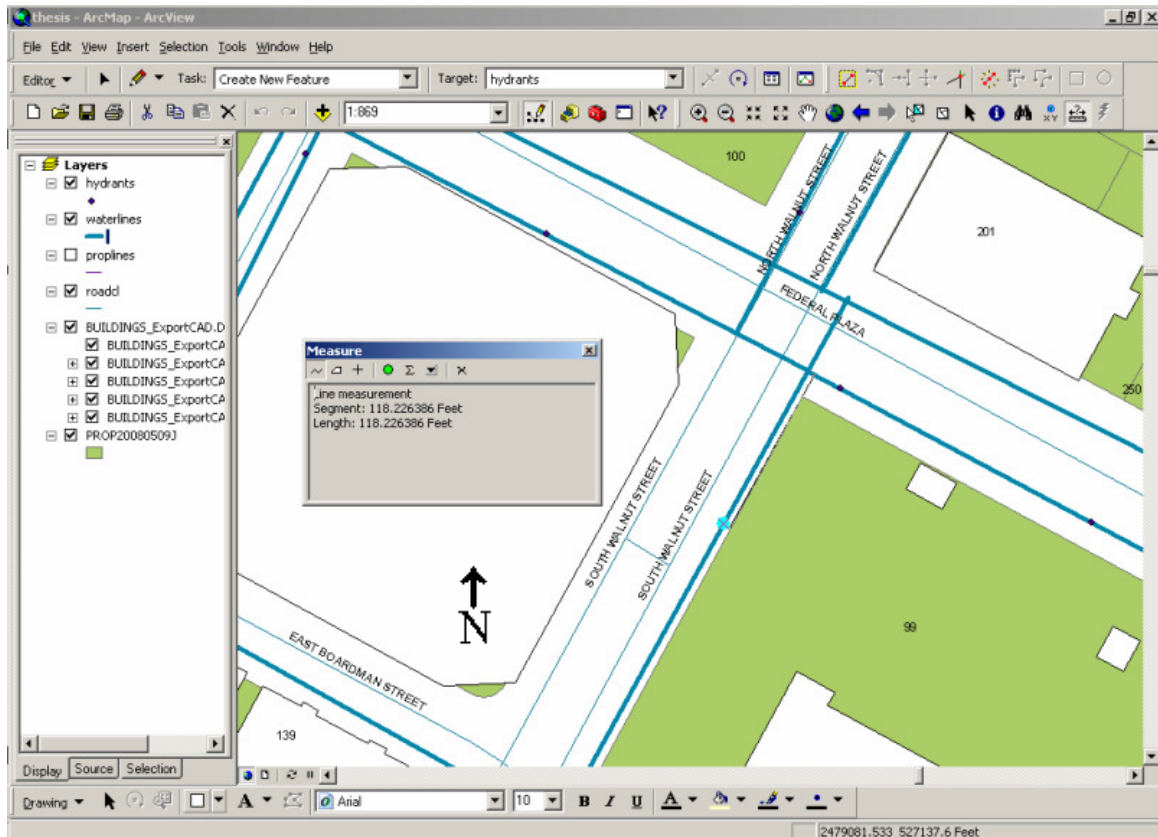 thesis - ArcMap - ArcView
File Edit View Insert Selection Tools Window Help
Editor Task: Create New Feature Target: hydrants
1:869
Layers
hydrants
waterlines
proplines
roadcl
BUILDINGS_ExportCAD.D
BUILDINGS_ExportCA
BUILDINGS_ExportCA
BUILDINGS_ExportCA
BUILDINGS_ExportCA
BUILDINGS_ExportCA
PROP20080509J
Display Source Selection
100
NORTH WALNUT STREET
NORTH WALNUT STREET
201
FEDERAL PLAZA
250
Measure
Line measurement
Segment: 118.226386 Feet
Length: 118.226386 Feet
SOUTH WALNUT STREET
SOUTH WALNUT STREET
N
99
EAST BOARDMAN STREET
139
Drawing A Arial 10 B I U A
2479081.533 527137.6 Feet